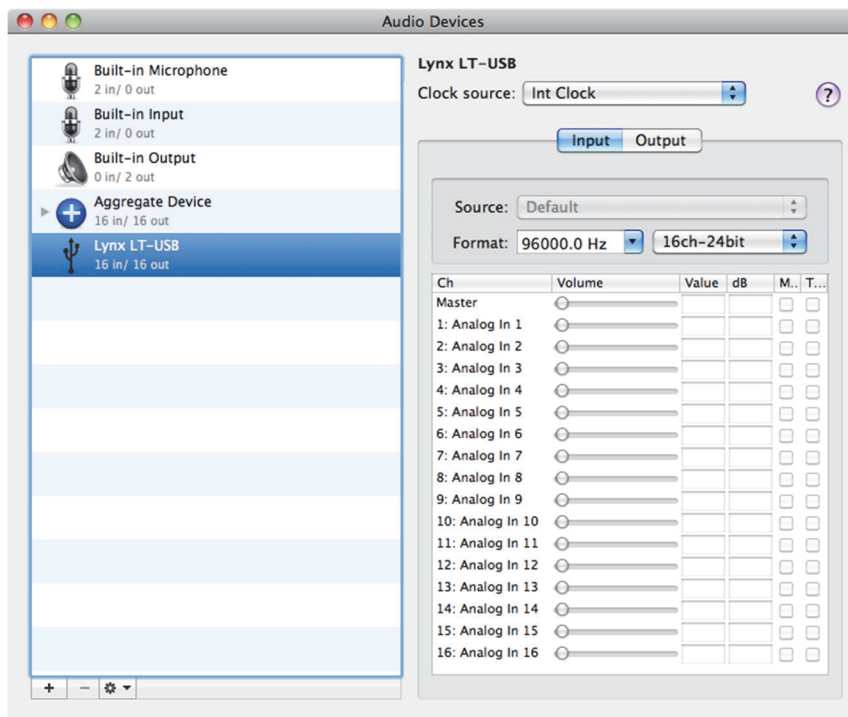 Audio Devices
Built-in Microphone
2 in/ 0 out
Built-in Input
2 in/ 0 out
Built-in Output
0 in/ 2 out
Aggregate Device
16 in/ 16 out
Lynx LT-USB
16 in/ 16 out
Lynx LT-USB
Clock source: Int Clock
?
Input Output
Source: Default
Format: 96000.0 Hz 16ch-24bit
Ch Volume Value dB M.. T...
Master
1: Analog In 1
2: Analog In 2
3: Analog In 3
4: Analog In 4
5: Analog In 5
6: Analog In 6
7: Analog In 7
8: Analog In 8
9: Analog In 9
10: Analog In 10
11: Analog In 11
12: Analog In 12
13: Analog In 13
14: Analog In 14
15: Analog In 15
16: Analog In 16